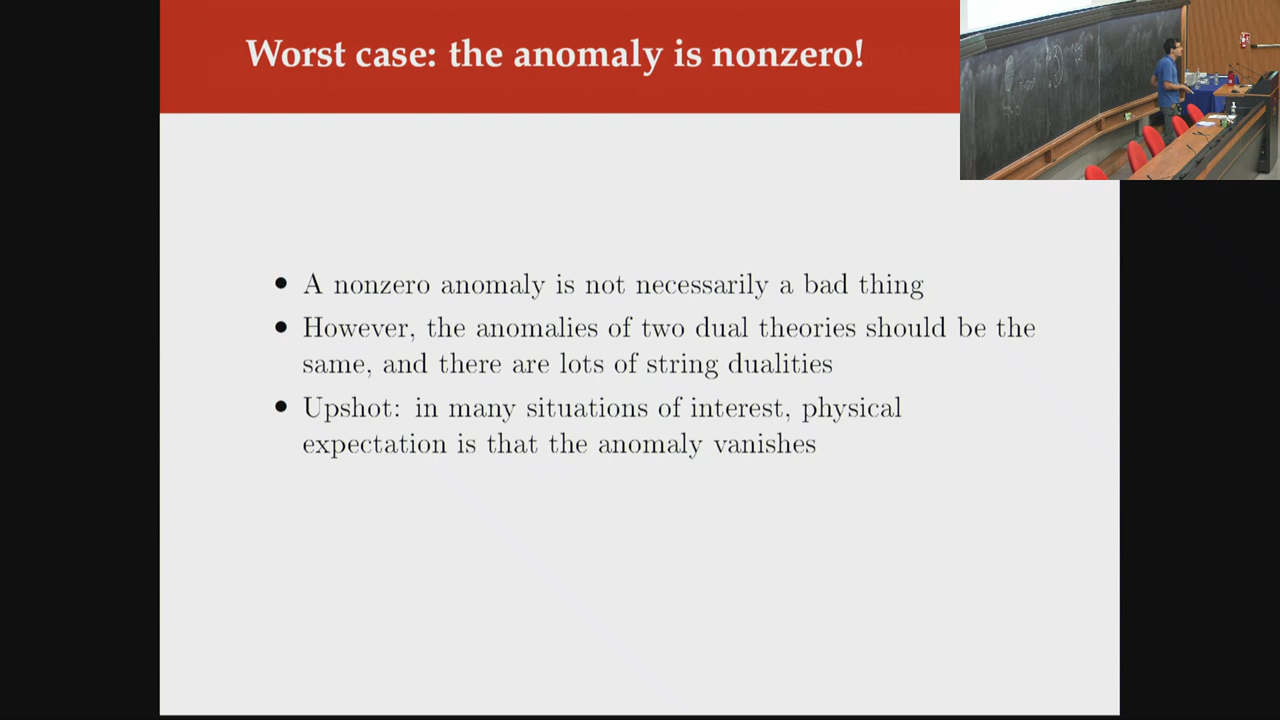 Worst case: the anomaly is nonzero!
• A nonzero anomaly is not necessarily a bad thing
• However, the anomalies of two dual theories should be the
same, and there are lots of string dualities
• Upshot: in many situations of interest, physical
expectation is that the anomaly vanishes